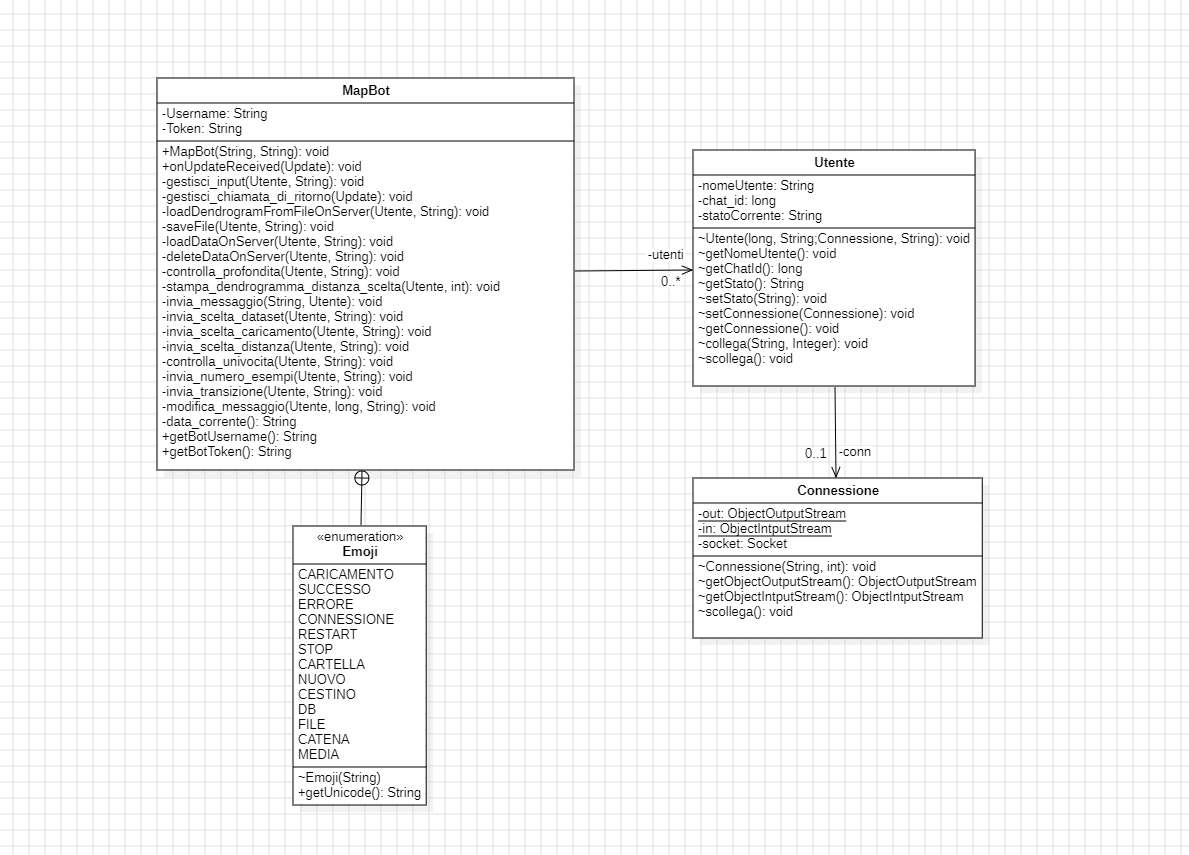 MapBot
-Username: String
-Token: String
+MapBot(String, String): void
+onUpdateReceived(Update): void
-gestisci_input(Utente, String): void
-gestisci_chiamata_di_ritorno(Update): void
-loadDendrogramFromFileOnServer(Utente, String): void
-saveFile(Utente, String): void
-loadDataOnServer(Utente, String): void
-deleteDataOnServer(Utente, String): void
-controlla_profondita(Utente, String): void
-stampa_dendrogramma_distanza_scelta(Utente, int): void
-invia_messaggio(String, Utente): void
-invia_scelta_dataset(Utente, String): void
-invia_scelta_caricamento(Utente, String): void
-invia_scelta_distanza(Utente, String): void
-controlla_univocita(Utente, String): void
-invia_numero_esempi(Utente, String): void
-invia_transizione(Utente, String): void
-modifica_messaggio(Utente, long, String): void
-data_corrente(): String
+getBotUsername(): String
+getBotToken(): String
-utenti
0..*
Utente
-nomeUtente: String
-chat_id: long
-statoCorrente: String
~Utente(long, String;Connessione, String): void
~getNomeUtente(): void
~getChatId(): long
~getStato(): String
~setStato(String): void
~setConnessione(Connessione): void
~getConnessione(): void
~collega(String, Integer): void
~scollega(): void
0..1
-conn
Connessione
-out: ObjectOutputStream
-in: ObjectIntputStream
-socket: Socket
~Connessione(String, int): void
~getObjectOutputStream(): ObjectOutputStream
~getObjectIntputStream(): ObjectIntputStream
~scollega(): void
«enumeration»
Emoji
CARICAMENTO
SUCCESSO
ERRORE
CONNESSIONE
RESTART
STOP
CARTELLA
NUOVO
CESTINO
DB
FILE
CATENA
MEDIA
~Emoji(String)
+getUnicode(): String